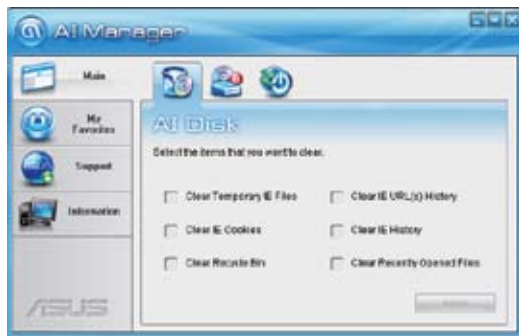 AI Manager
Main
My
Favorites
Support
Information
AI Disk
Select the items that you want to clear.
Clear Temporary IE Files
Clear IE URL(s) History
Clear IE Cookies
Clear IE History
Clear Recycle Bin
Clear Recently Opened Files
ASUS